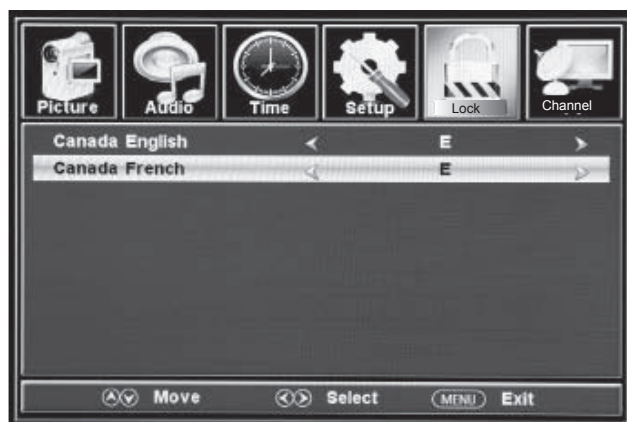 Picture Audio Time Setup Lock Channel
Canada English E
Canada French E
Move Select MENU Exit